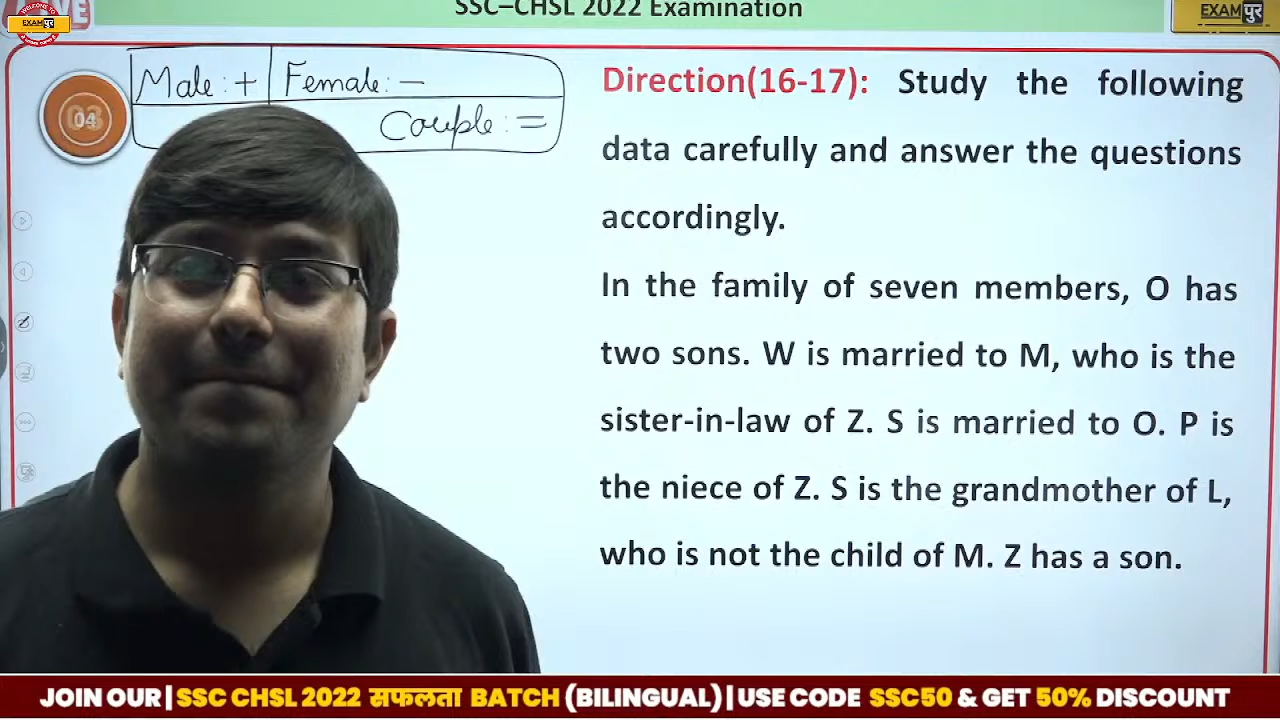 SSC–CHSL 2022 Examination
EXAMपुर
EXAMपुर
Male : + Female : −
Couple : =
04
Direction(16-17): Study the following
data carefully and answer the questions
accordingly.
In the family of seven members, O has
two sons. W is married to M, who is the
sister-in-law of Z. S is married to O. P is
the niece of Z. S is the grandmother of L,
who is not the child of M. Z has a son.
JOIN OUR | SSC CHSL 2022 सफलता BATCH (BILINGUAL) | USE CODE SSC50 & GET 50% DISCOUNT